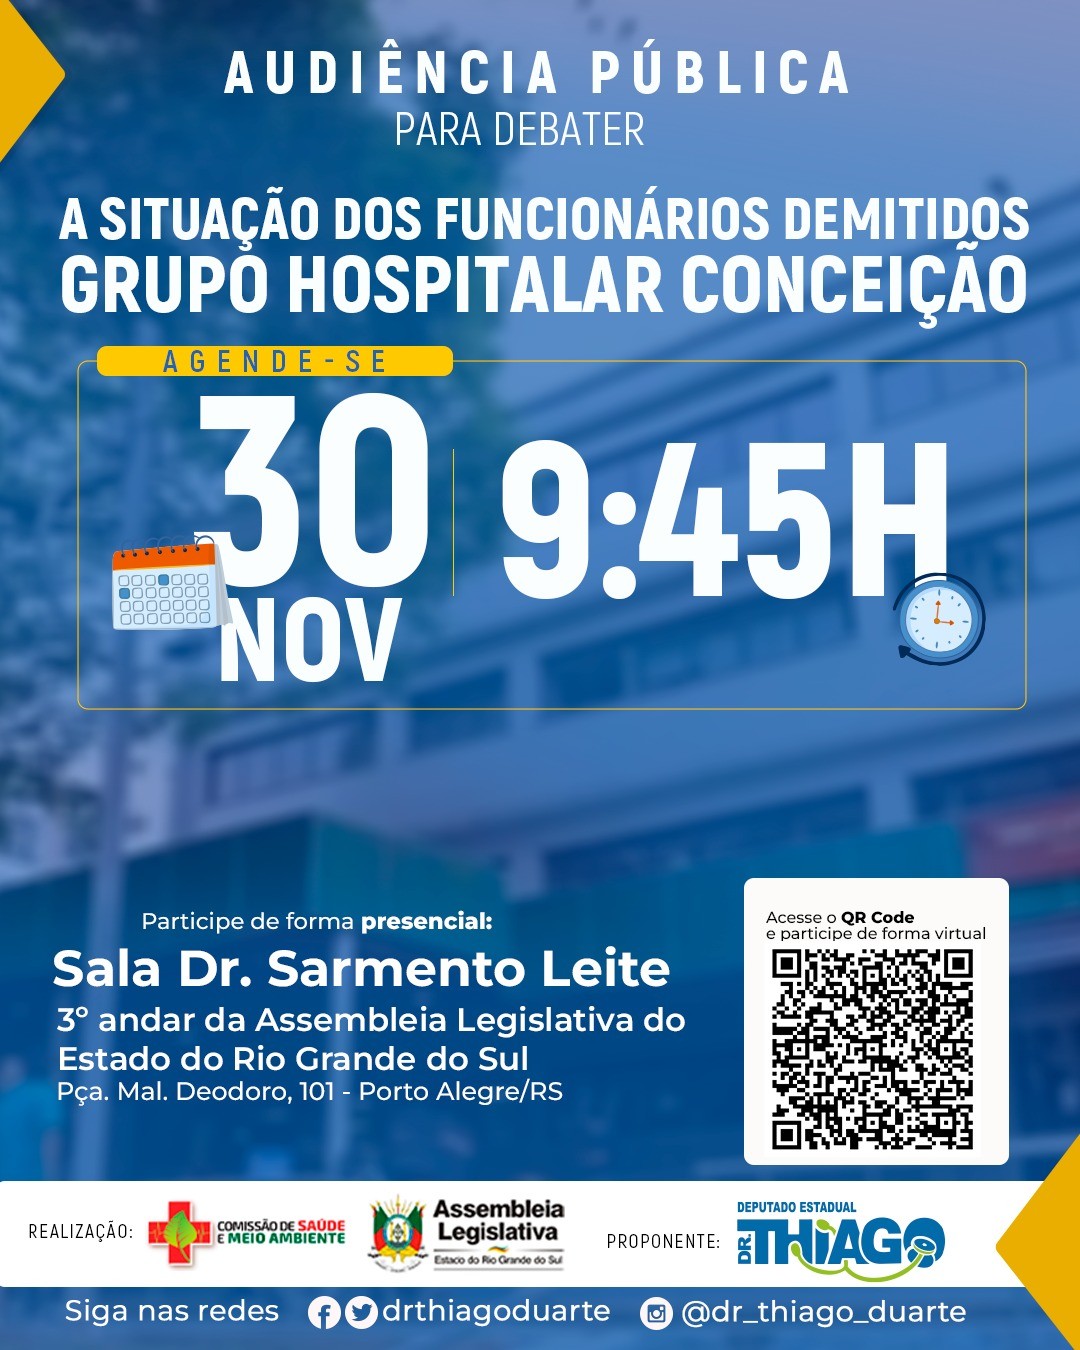 AUDIÊNCIA PÚBLICA
PARA DEBATER
A SITUAÇÃO DOS FUNCIONÁRIOS DEMITIDOS
GRUPO HOSPITALAR CONCEIÇÃO
AGENDE-SE
30
NOV
9:45H
Participe de forma presencial:
Sala Dr. Sarmento Leite
3º andar da Assembleia Legislativa do
Estado do Rio Grande do Sul
Pça. Mal. Deodoro, 101 - Porto Alegre/RS
Acesse o QR Code
e participe de forma virtual
REALIZAÇÃO:
COMISSÃO DE SAÚDE
E MEIO AMBIENTE
Assembleia
Legislativa
Estado do Rio Grande do Sul
PROPONENTE:
DEPUTADO ESTADUAL
DR. THIAGO
Siga nas redes
drthiagoduarte
@dr_thiago_duarte